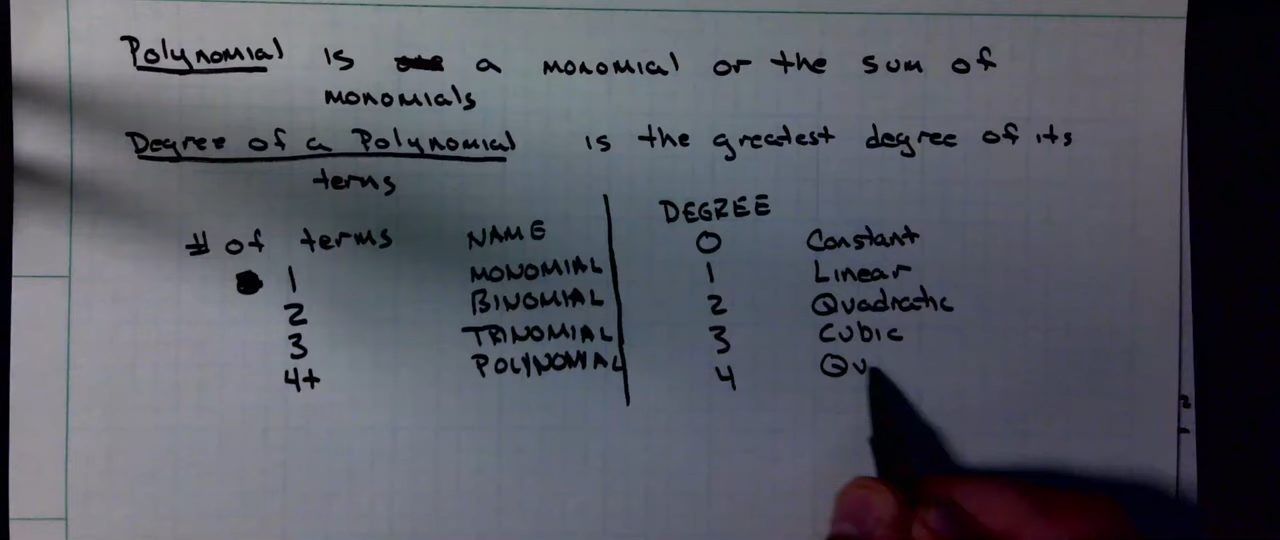 Polynomial is a monomial or the sum of
monomials
Degree of a Polynomial is the greatest degree of its
terms
# of terms NAME DEGREE
1 MONOMIAL 0 Constant
2 BINOMIAL 1 Linear
3 TRINOMIAL 2 Quadratic
4+ POLYNOMIAL 3 Cubic
4 Qu